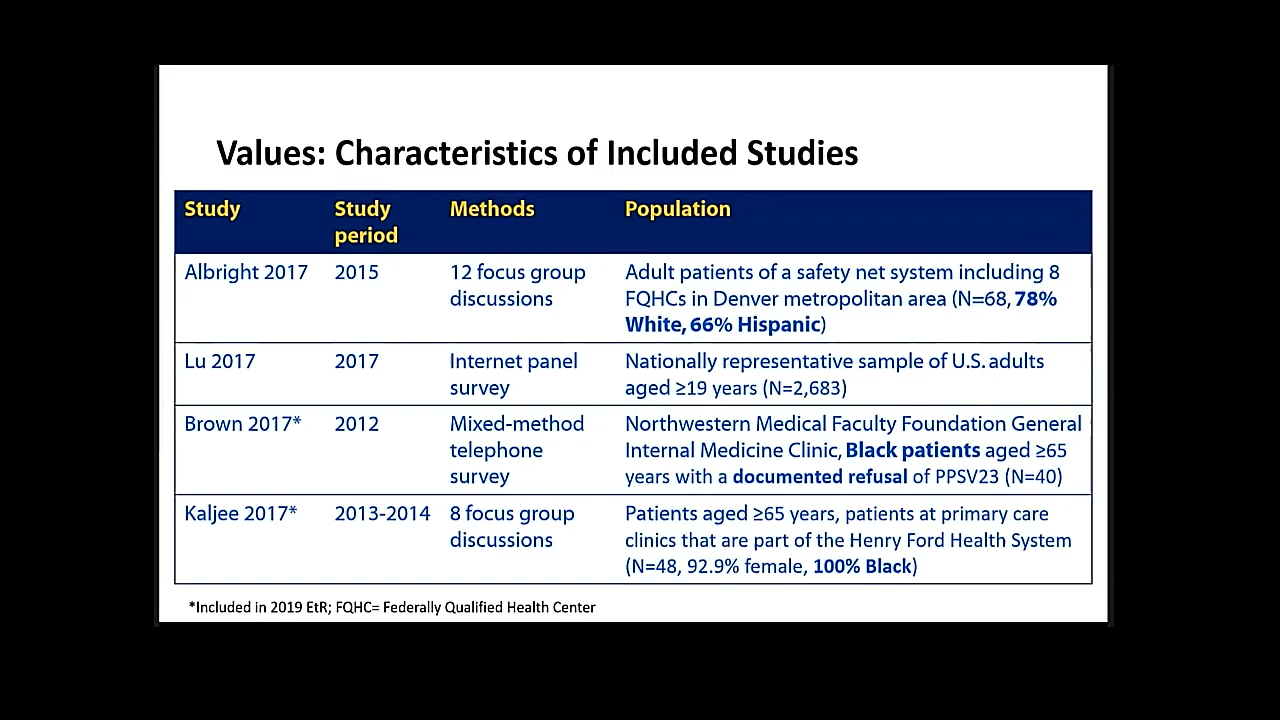 Values: Characteristics of Included Studies
Study
Study
period
Methods
Population
Albright 2017
2015
12 focus group
discussions
Adult patients of a safety net system including 8
FQHCs in Denver metropolitan area (N=68, 78%
White, 66% Hispanic)
Lu 2017
2017
Internet panel
survey
Nationally representative sample of U.S. adults
aged ≥19 years (N=2,683)
Brown 2017*
2012
Mixed-method
telephone
survey
Northwestern Medical Faculty Foundation General
Internal Medicine Clinic, Black patients aged ≥65
years with a documented refusal of PPSV23 (N=40)
Kaljee 2017*
2013-2014
8 focus group
discussions
Patients aged ≥65 years, patients at primary care
clinics that are part of the Henry Ford Health System
(N=48, 92.9% female, 100% Black)
*Included in 2019 EtR; FQHC= Federally Qualified Health Center